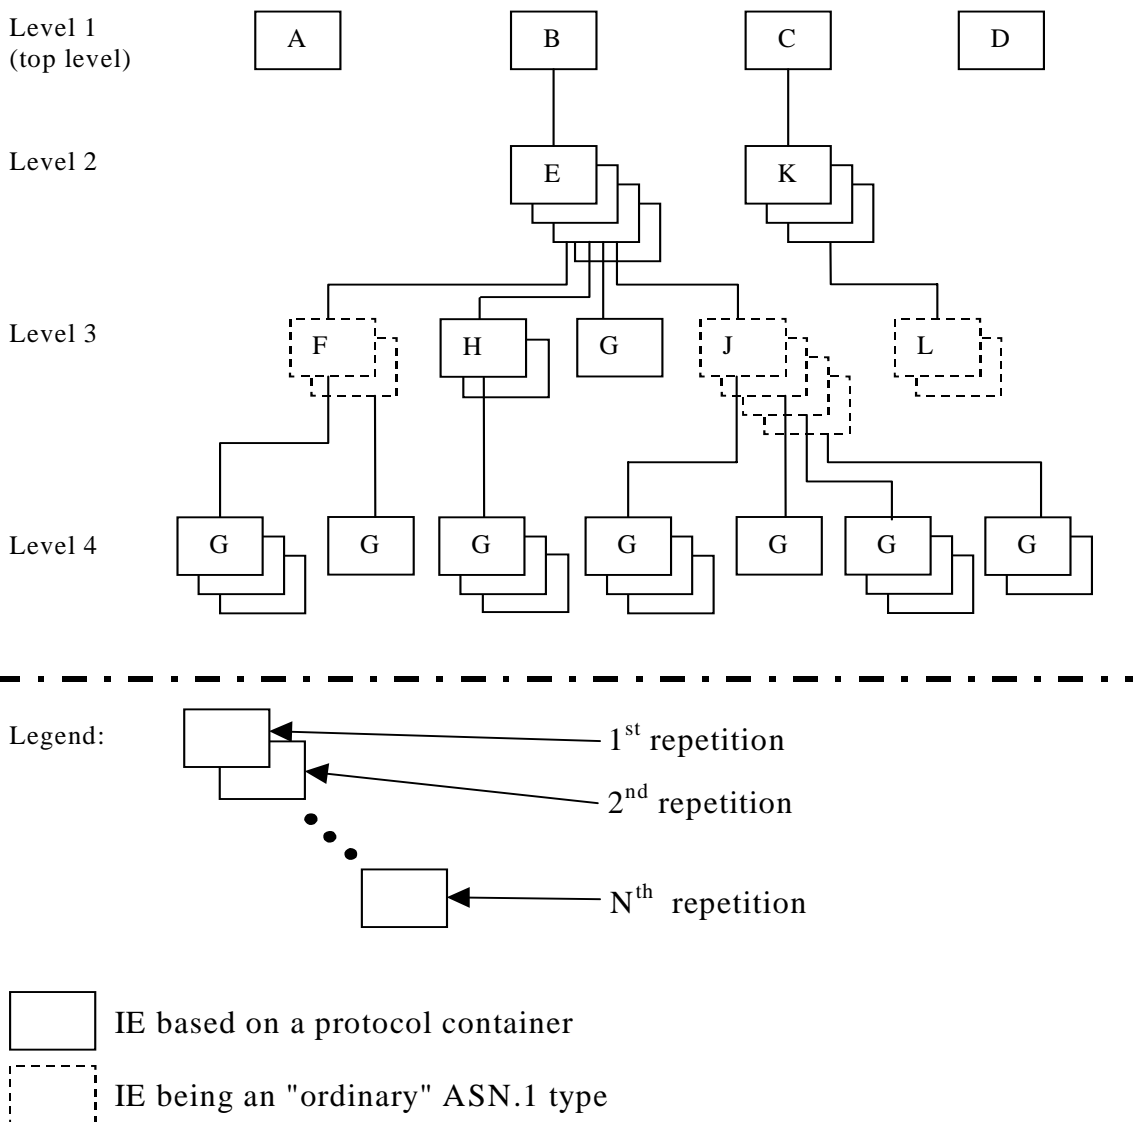 Level 1
(top level)
A B C D
Level 2
E K
Level 3
F H G J L
Level 4
G G G G G G G
Legend:
1st repetition
2nd repetition
Nth repetition
IE based on a protocol container
IE being an "ordinary" ASN.1 type